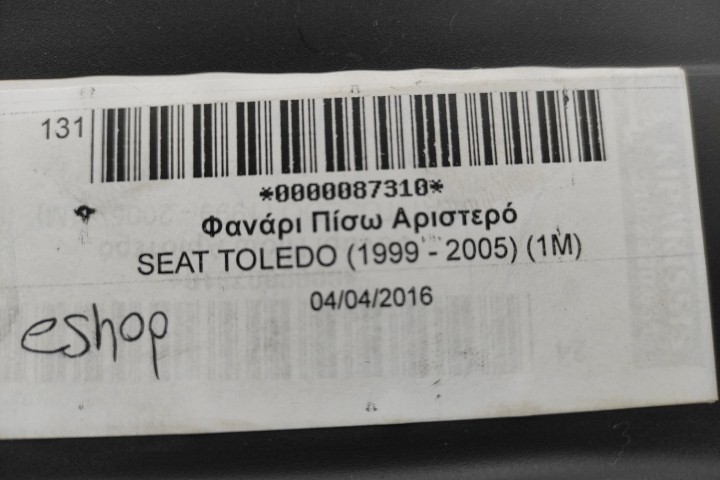 131
*0000087310*
Φανάρι Πίσω Αριστερό
SEAT TOLEDO (1999 - 2005) (1M)
04/04/2016
eshop